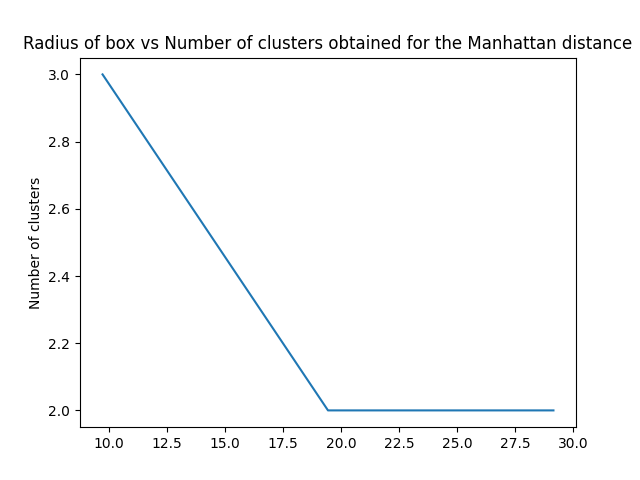 Radius of box vs Number of clusters obtained for the Manhattan distance
Number of clusters
3.0
2.8
2.6
2.4
2.2
2.0
10.0 12.5 15.0 17.5 20.0 22.5 25.0 27.5 30.0